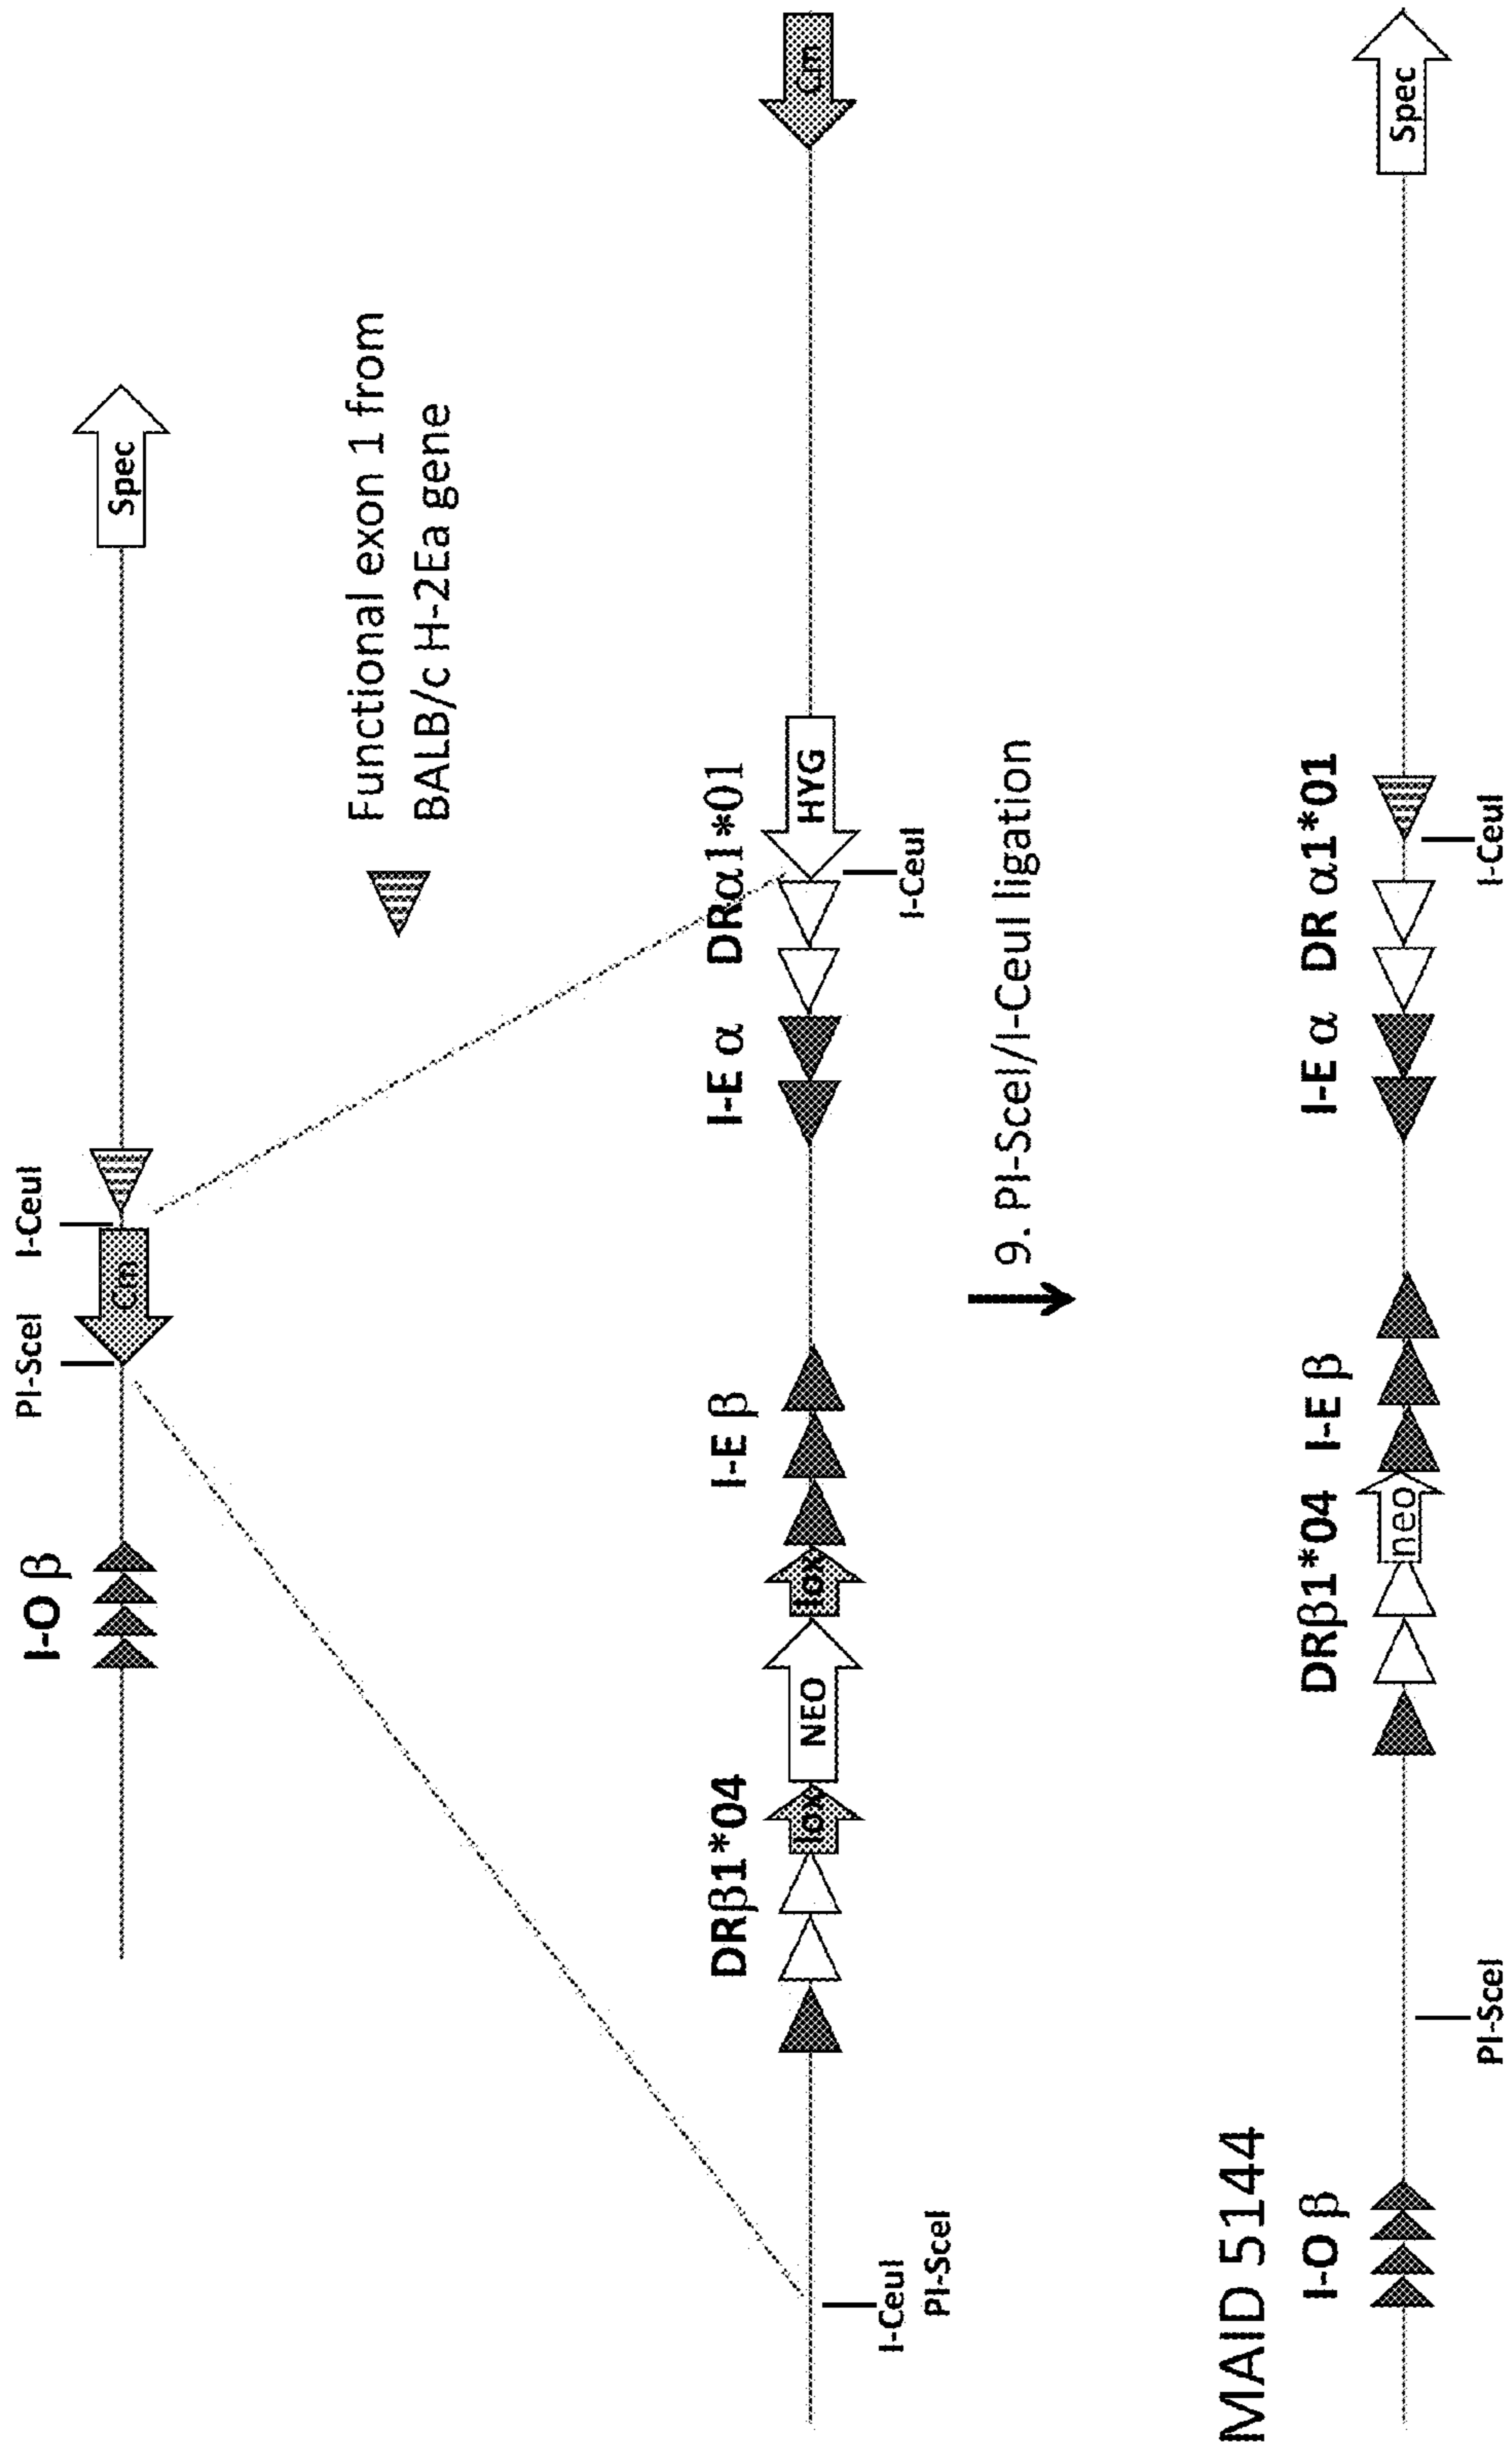 I-O β
PI-SceI
I-CeuI
Cm
Spec
Functional exon 1 from
BALB/c H-2Ea gene
DRβ1*04
I-E β
I-E α
DRα1*01
lox
NEO
lox
HYG
Cm
I-CeuI
PI-SceI
I-CeuI
9. PI-SceI/I-CeuI ligation
MAID 5144
I-O β
DRβ1*04
I-E β
I-E α
DR α1*01
neo
Spec
PI-SceI
I-CeuI